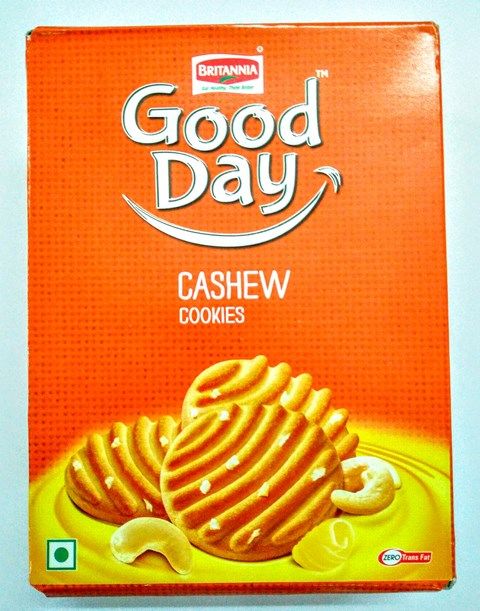 BRITANNIA
Eat Healthy, Think Better
®
TM
Good
Day
CASHEW
COOKIES
ZERO Trans Fat